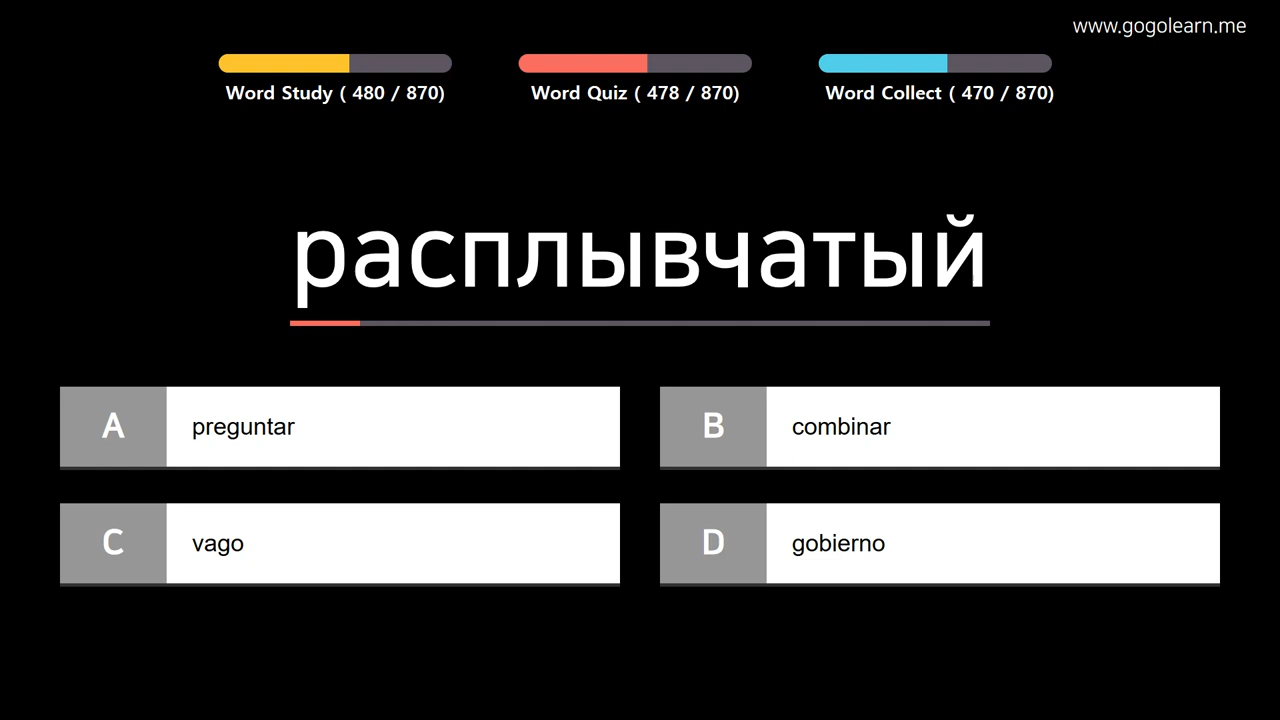 www.gogolearn.me
Word Study ( 480 / 870)
Word Quiz ( 478 / 870)
Word Collect ( 470 / 870)
расплывчатый
A
preguntar
B
combinar
C
vago
D
gobierno